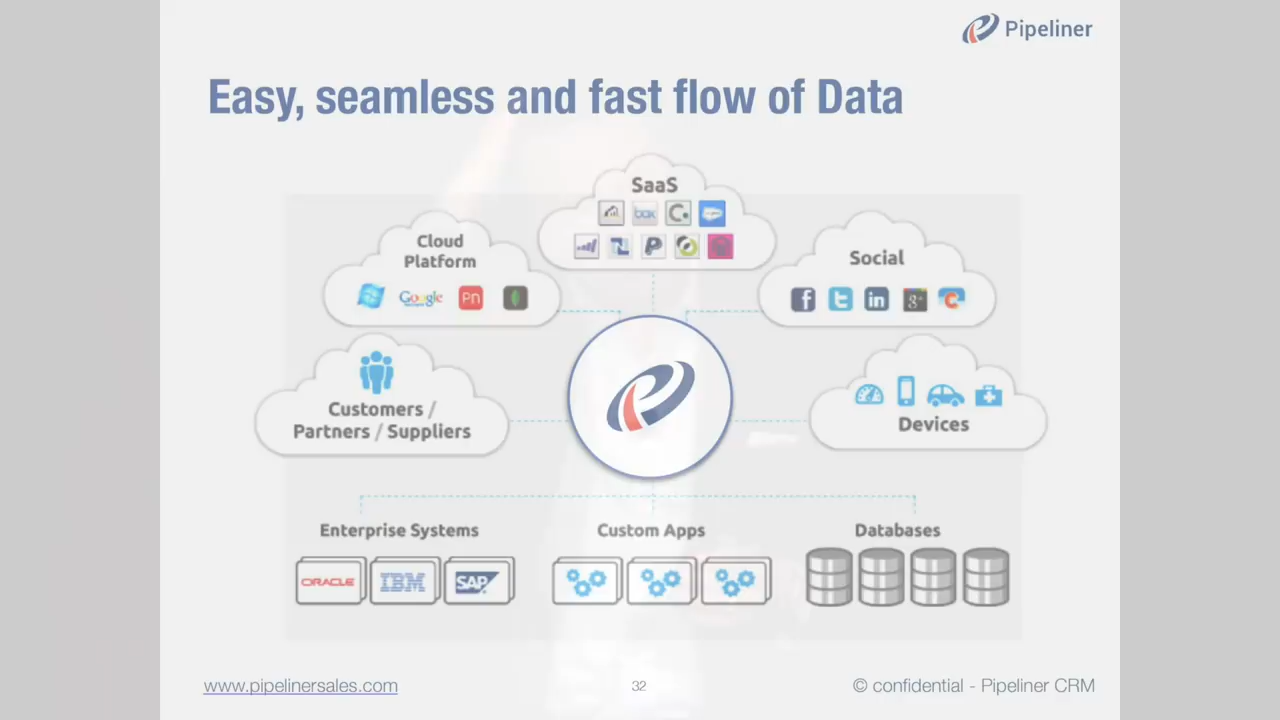 Pipeliner
Easy, seamless and fast flow of Data
SaaS
box
Cloud
Platform
Google
Pn
Social
Customers /
Partners / Suppliers
Devices
Enterprise Systems
Custom Apps
Databases
ORACLE
IBM
SAP
www.pipelinersales.com
32
© confidential - Pipeliner CRM